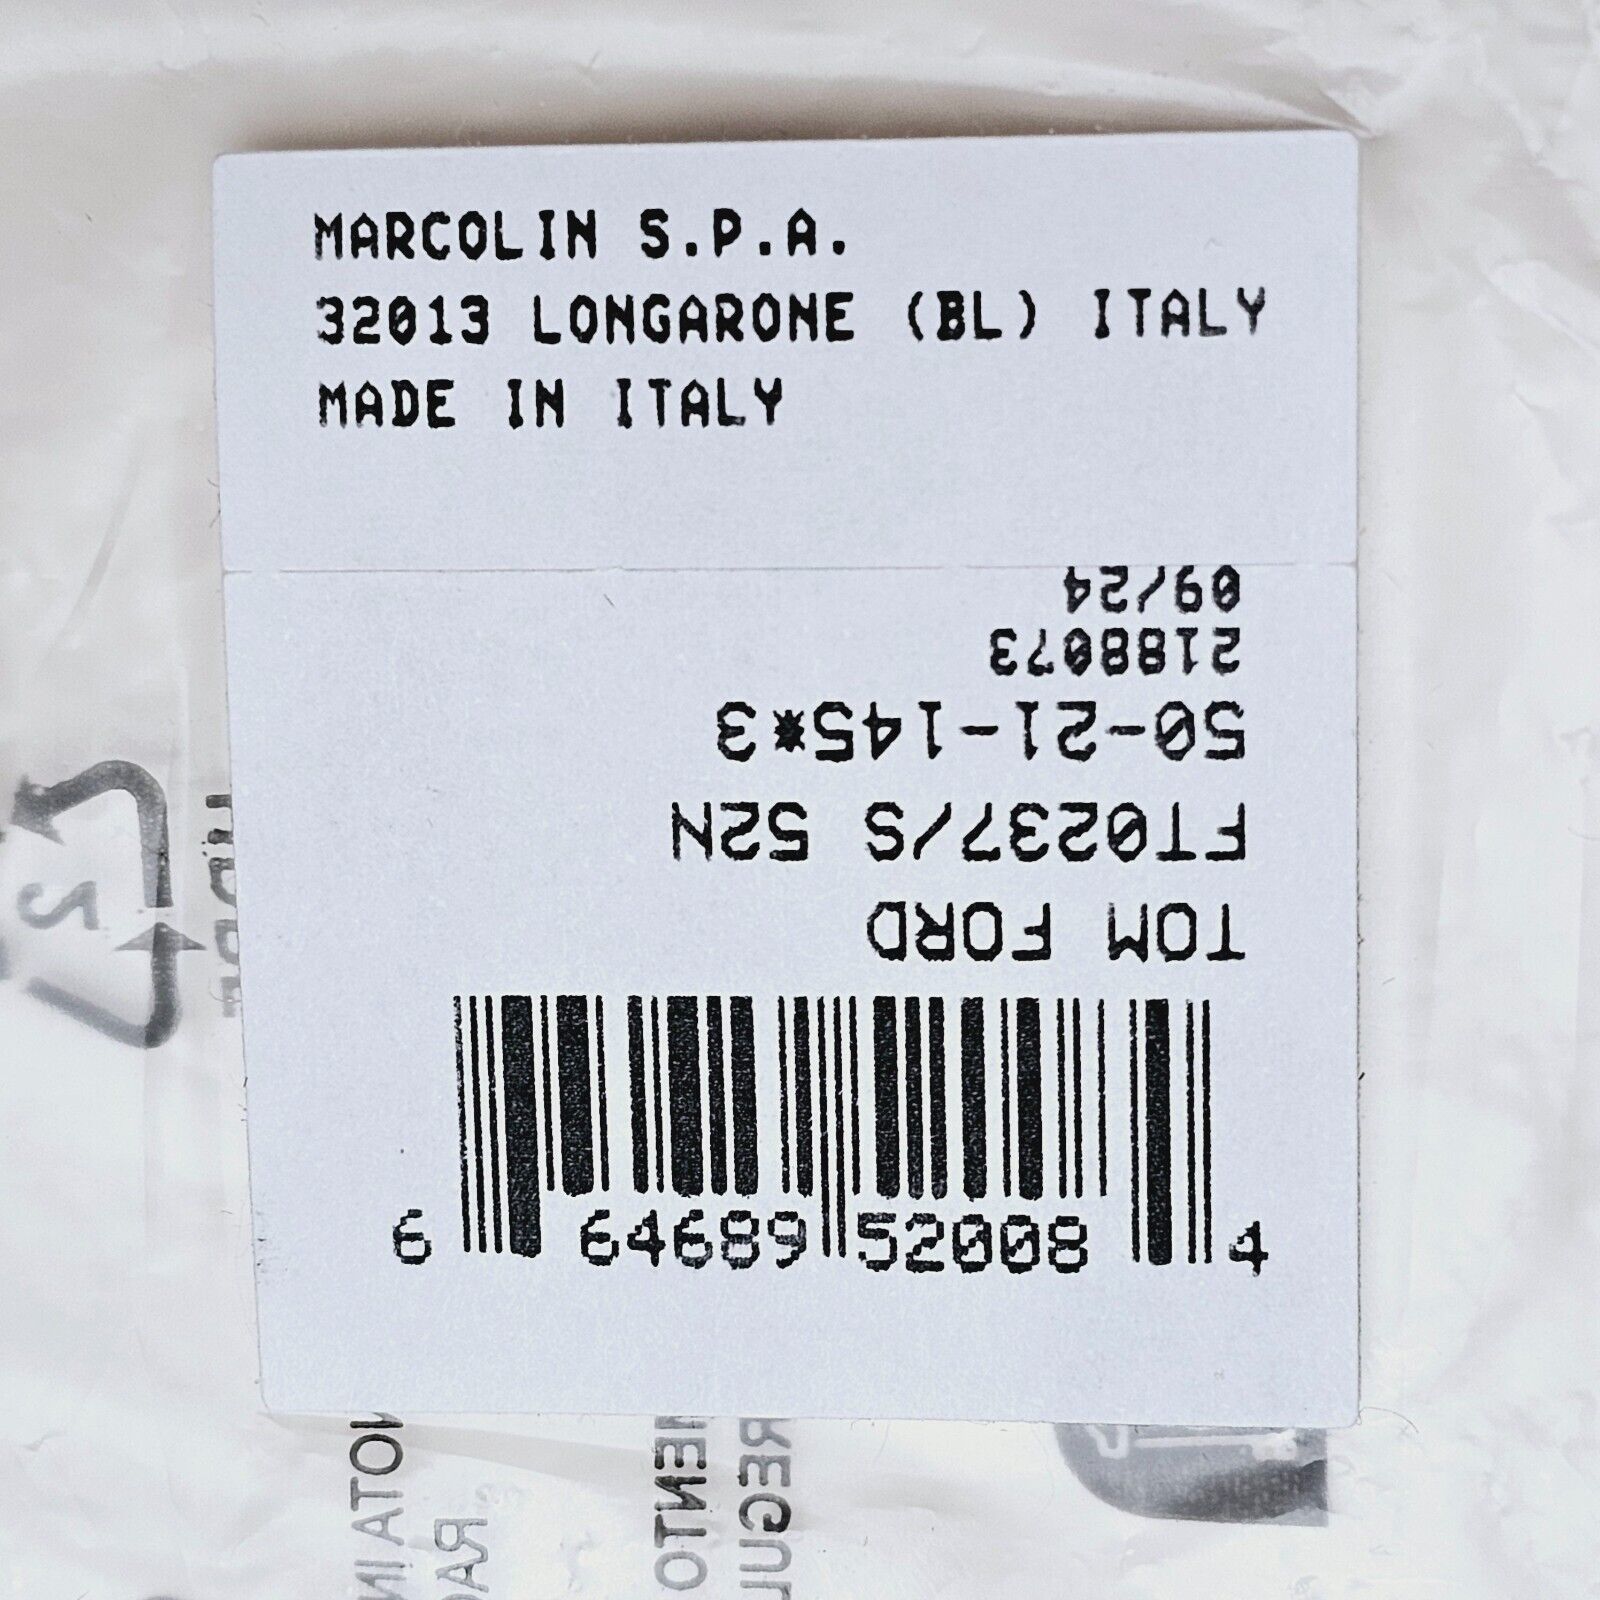 MARCOLIN S.P.A.
32013 LONGARONE (BL) ITALY
MADE IN ITALY
TOM FORD
FT0237/S 52N
50-21-145*3
2188073
09/24
6 64689 52008 4
2